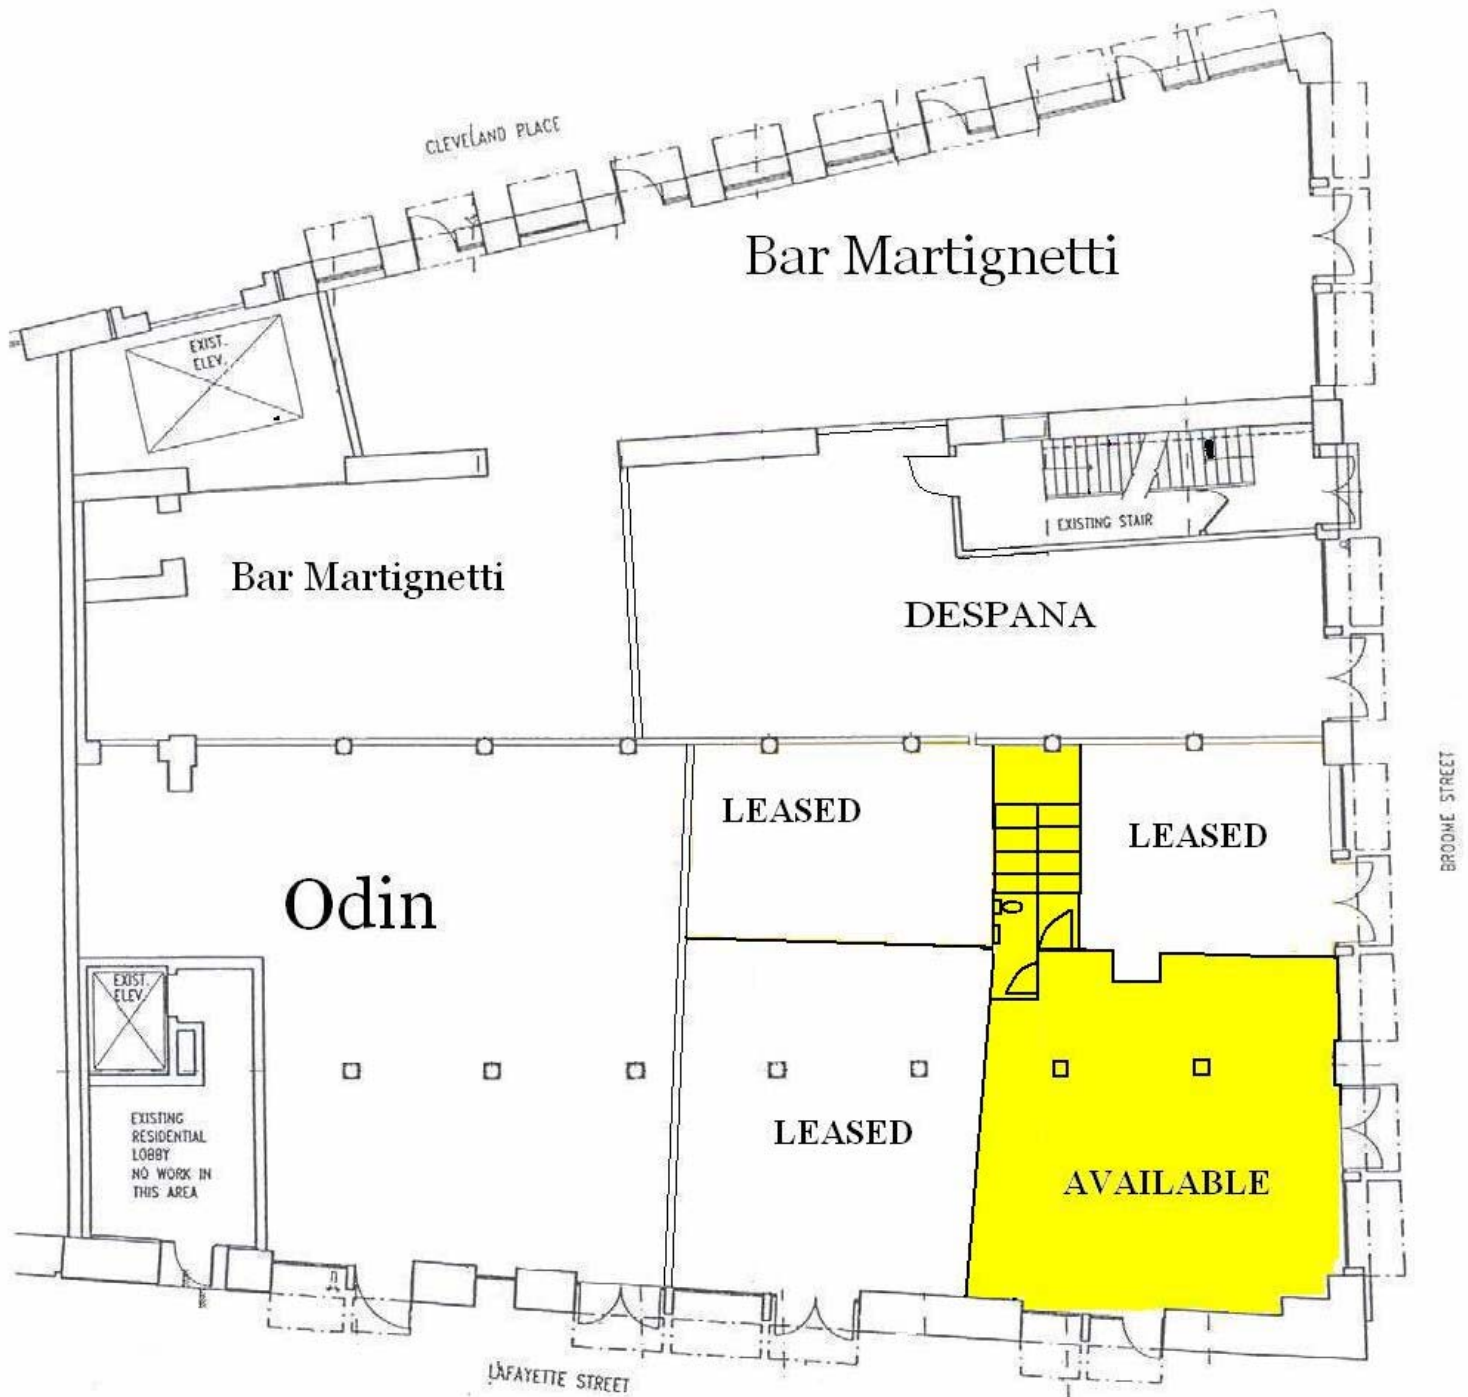 CLEVELAND PLACE
Bar Martignetti
EXIST.
ELEV.
EXISTING STAIR
Bar Martignetti
DESPANA
BROOME STREET
LEASED
LEASED
Odin
EXIST.
ELEV.
EXISTING
RESIDENTIAL
LOBBY
NO WORK IN
THIS AREA
LEASED
AVAILABLE
LAFAYETTE STREET